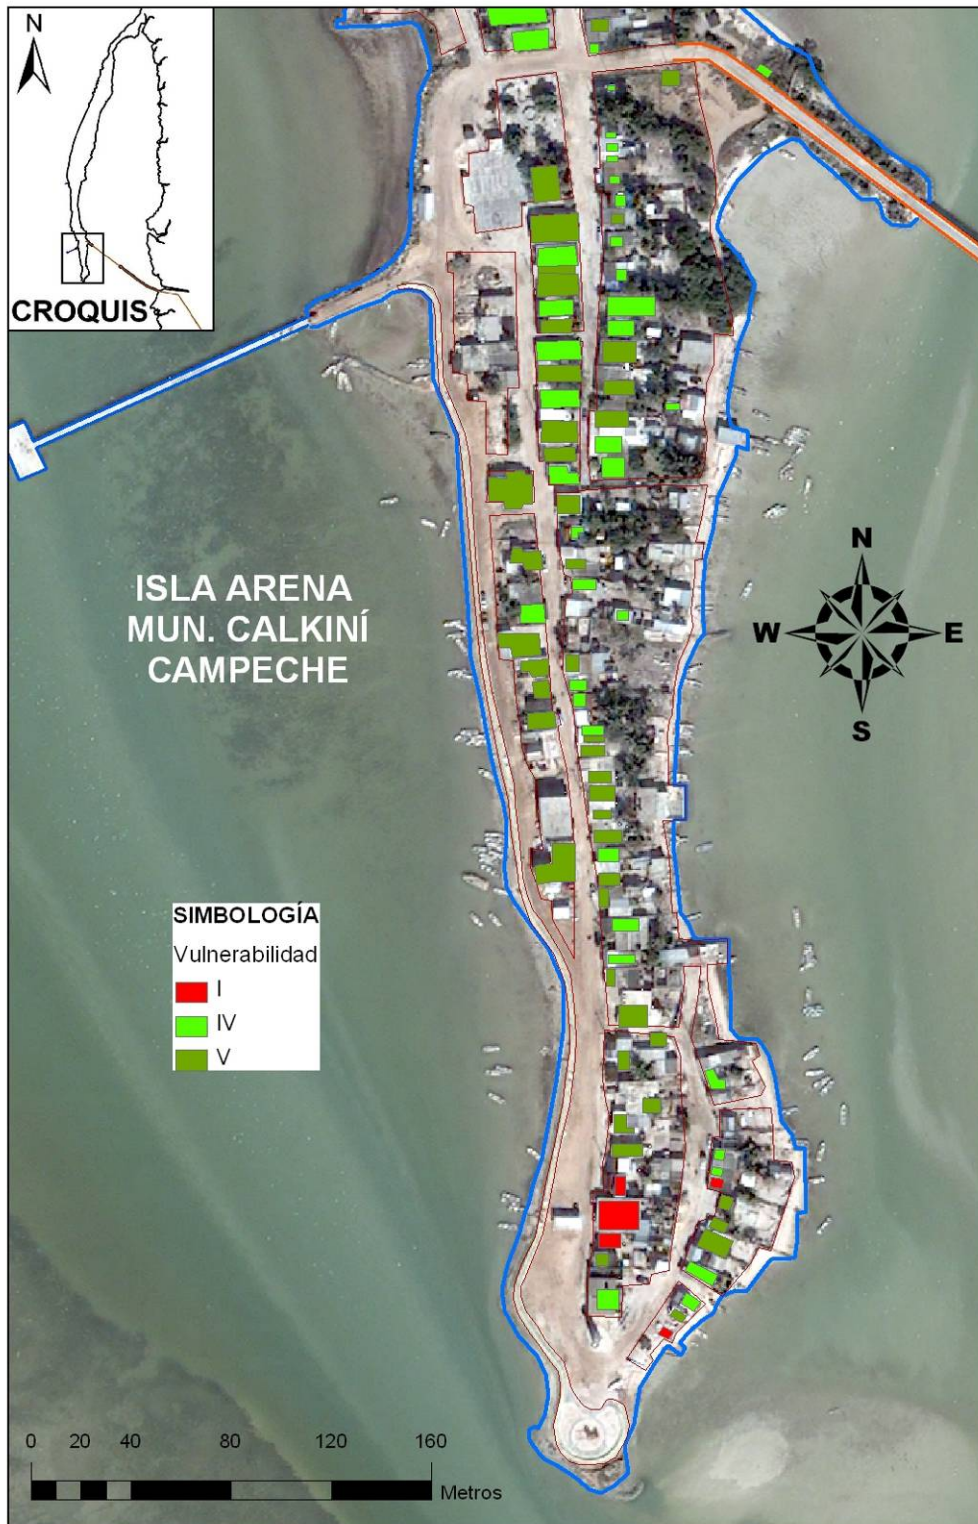 N
CROQUIS
ISLA ARENA
MUN. CALKINÍ
CAMPECHE
N
W E
S
SIMBOLOGÍA
Vulnerabilidad
I
IV
V
0 20 40 80 120 160
Metros